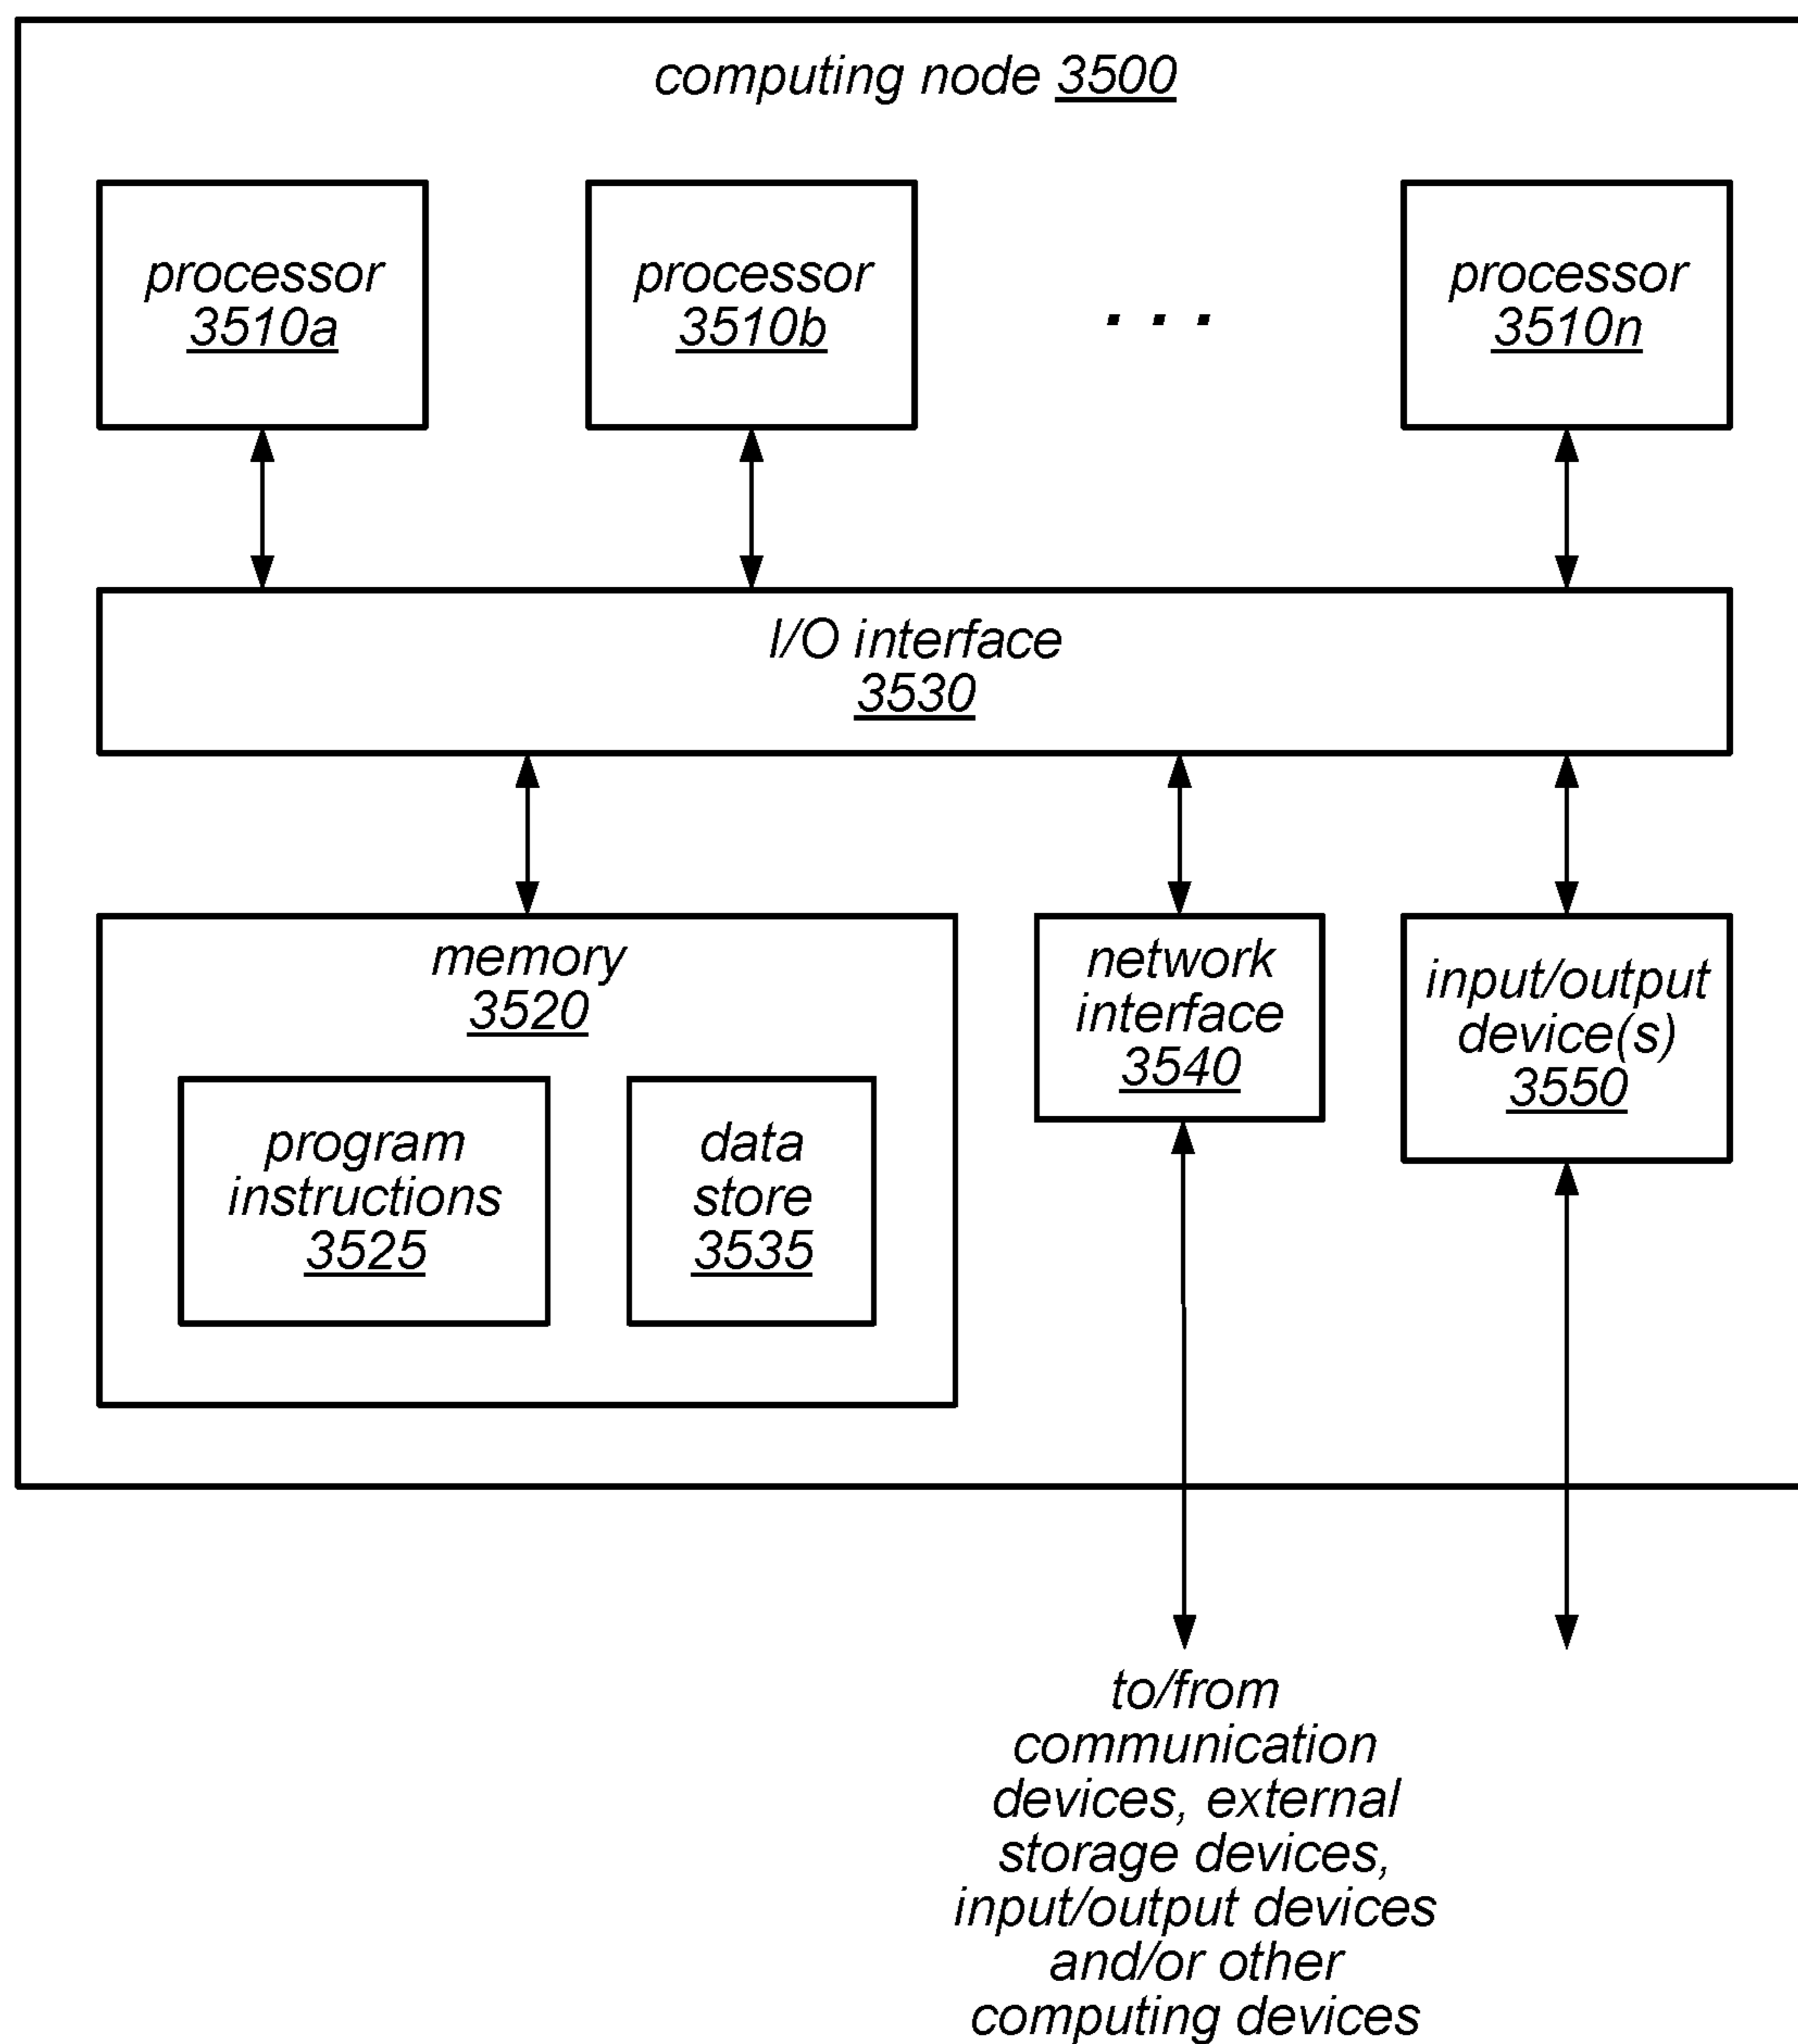 computing node 3500
processor
3510a
processor
3510b
. . .
processor
3510n
I/O interface
3530
memory
3520
program
instructions
3525
data
store
3535
network
interface
3540
input/output
device(s)
3550
to/from
communication
devices, external
storage devices,
input/output devices
and/or other
computing devices